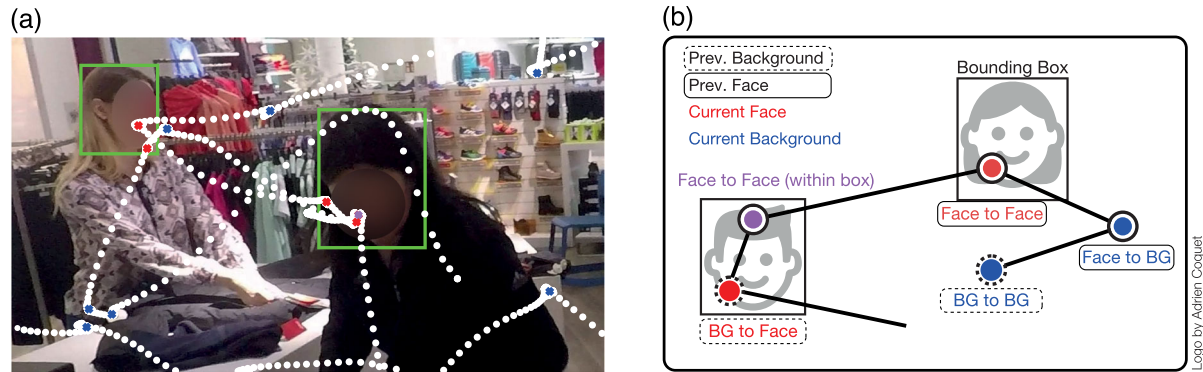 (a)
(b)
Prev. Background
Prev. Face
Current Face
Current Background
Bounding Box
Face to Face (within box)
Face to Face
Face to BG
BG to BG
BG to Face
Logo by Adrien Coquet